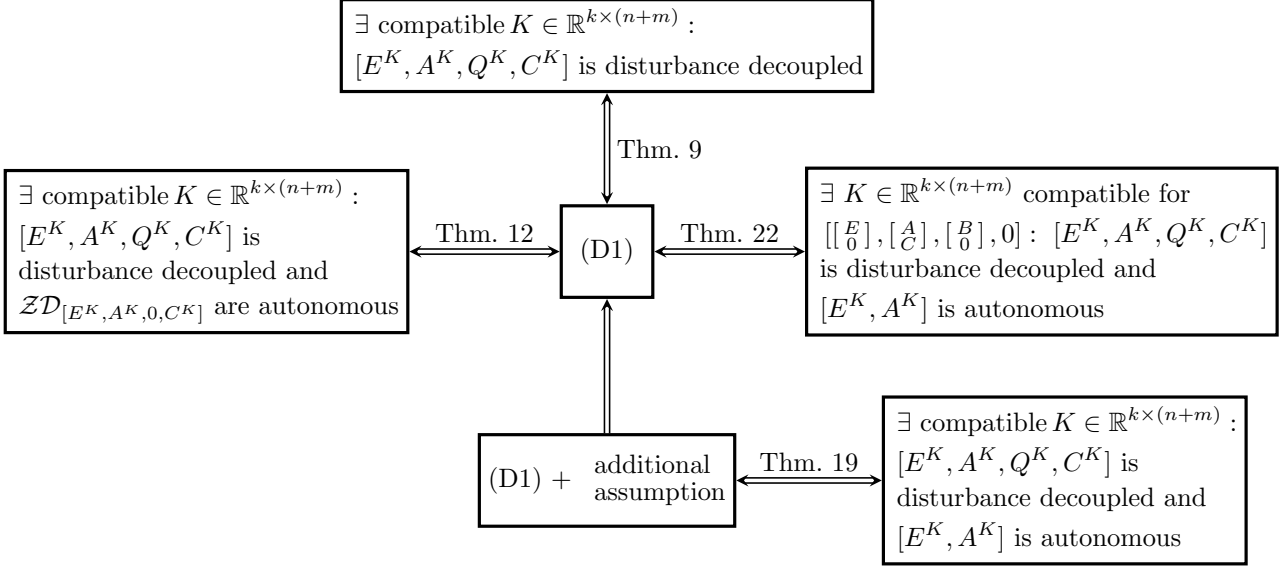 ∃ compatible K ∈ ℝ^{k×(n+m)} :
[E^K, A^K, Q^K, C^K] is disturbance decoupled
Thm. 9
∃ compatible K ∈ ℝ^{k×(n+m)} :
[E^K, A^K, Q^K, C^K] is
disturbance decoupled and
𝒵𝒟_{[E^K,A^K,0,C^K]} are autonomous
Thm. 12
(D1)
Thm. 22
∃ K ∈ ℝ^{k×(n+m)} compatible for
[[E 0], [A C], [B 0], 0] : [E^K, A^K, Q^K, C^K]
is disturbance decoupled and
[E^K, A^K] is autonomous
(D1) + additional
assumption
Thm. 19
∃ compatible K ∈ ℝ^{k×(n+m)} :
[E^K, A^K, Q^K, C^K] is
disturbance decoupled and
[E^K, A^K] is autonomous